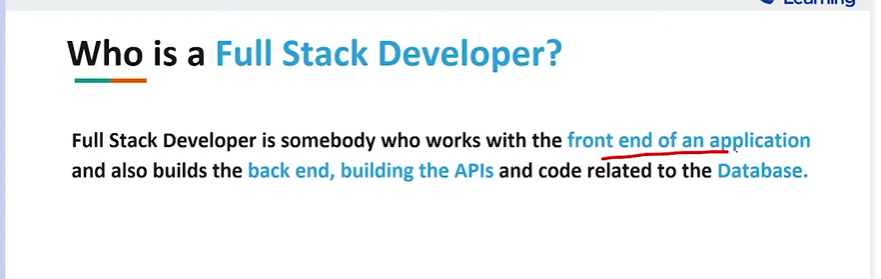 Learning
Who is a Full Stack Developer?
Full Stack Developer is somebody who works with the front end of an application
and also builds the back end, building the APIs and code related to the Database.